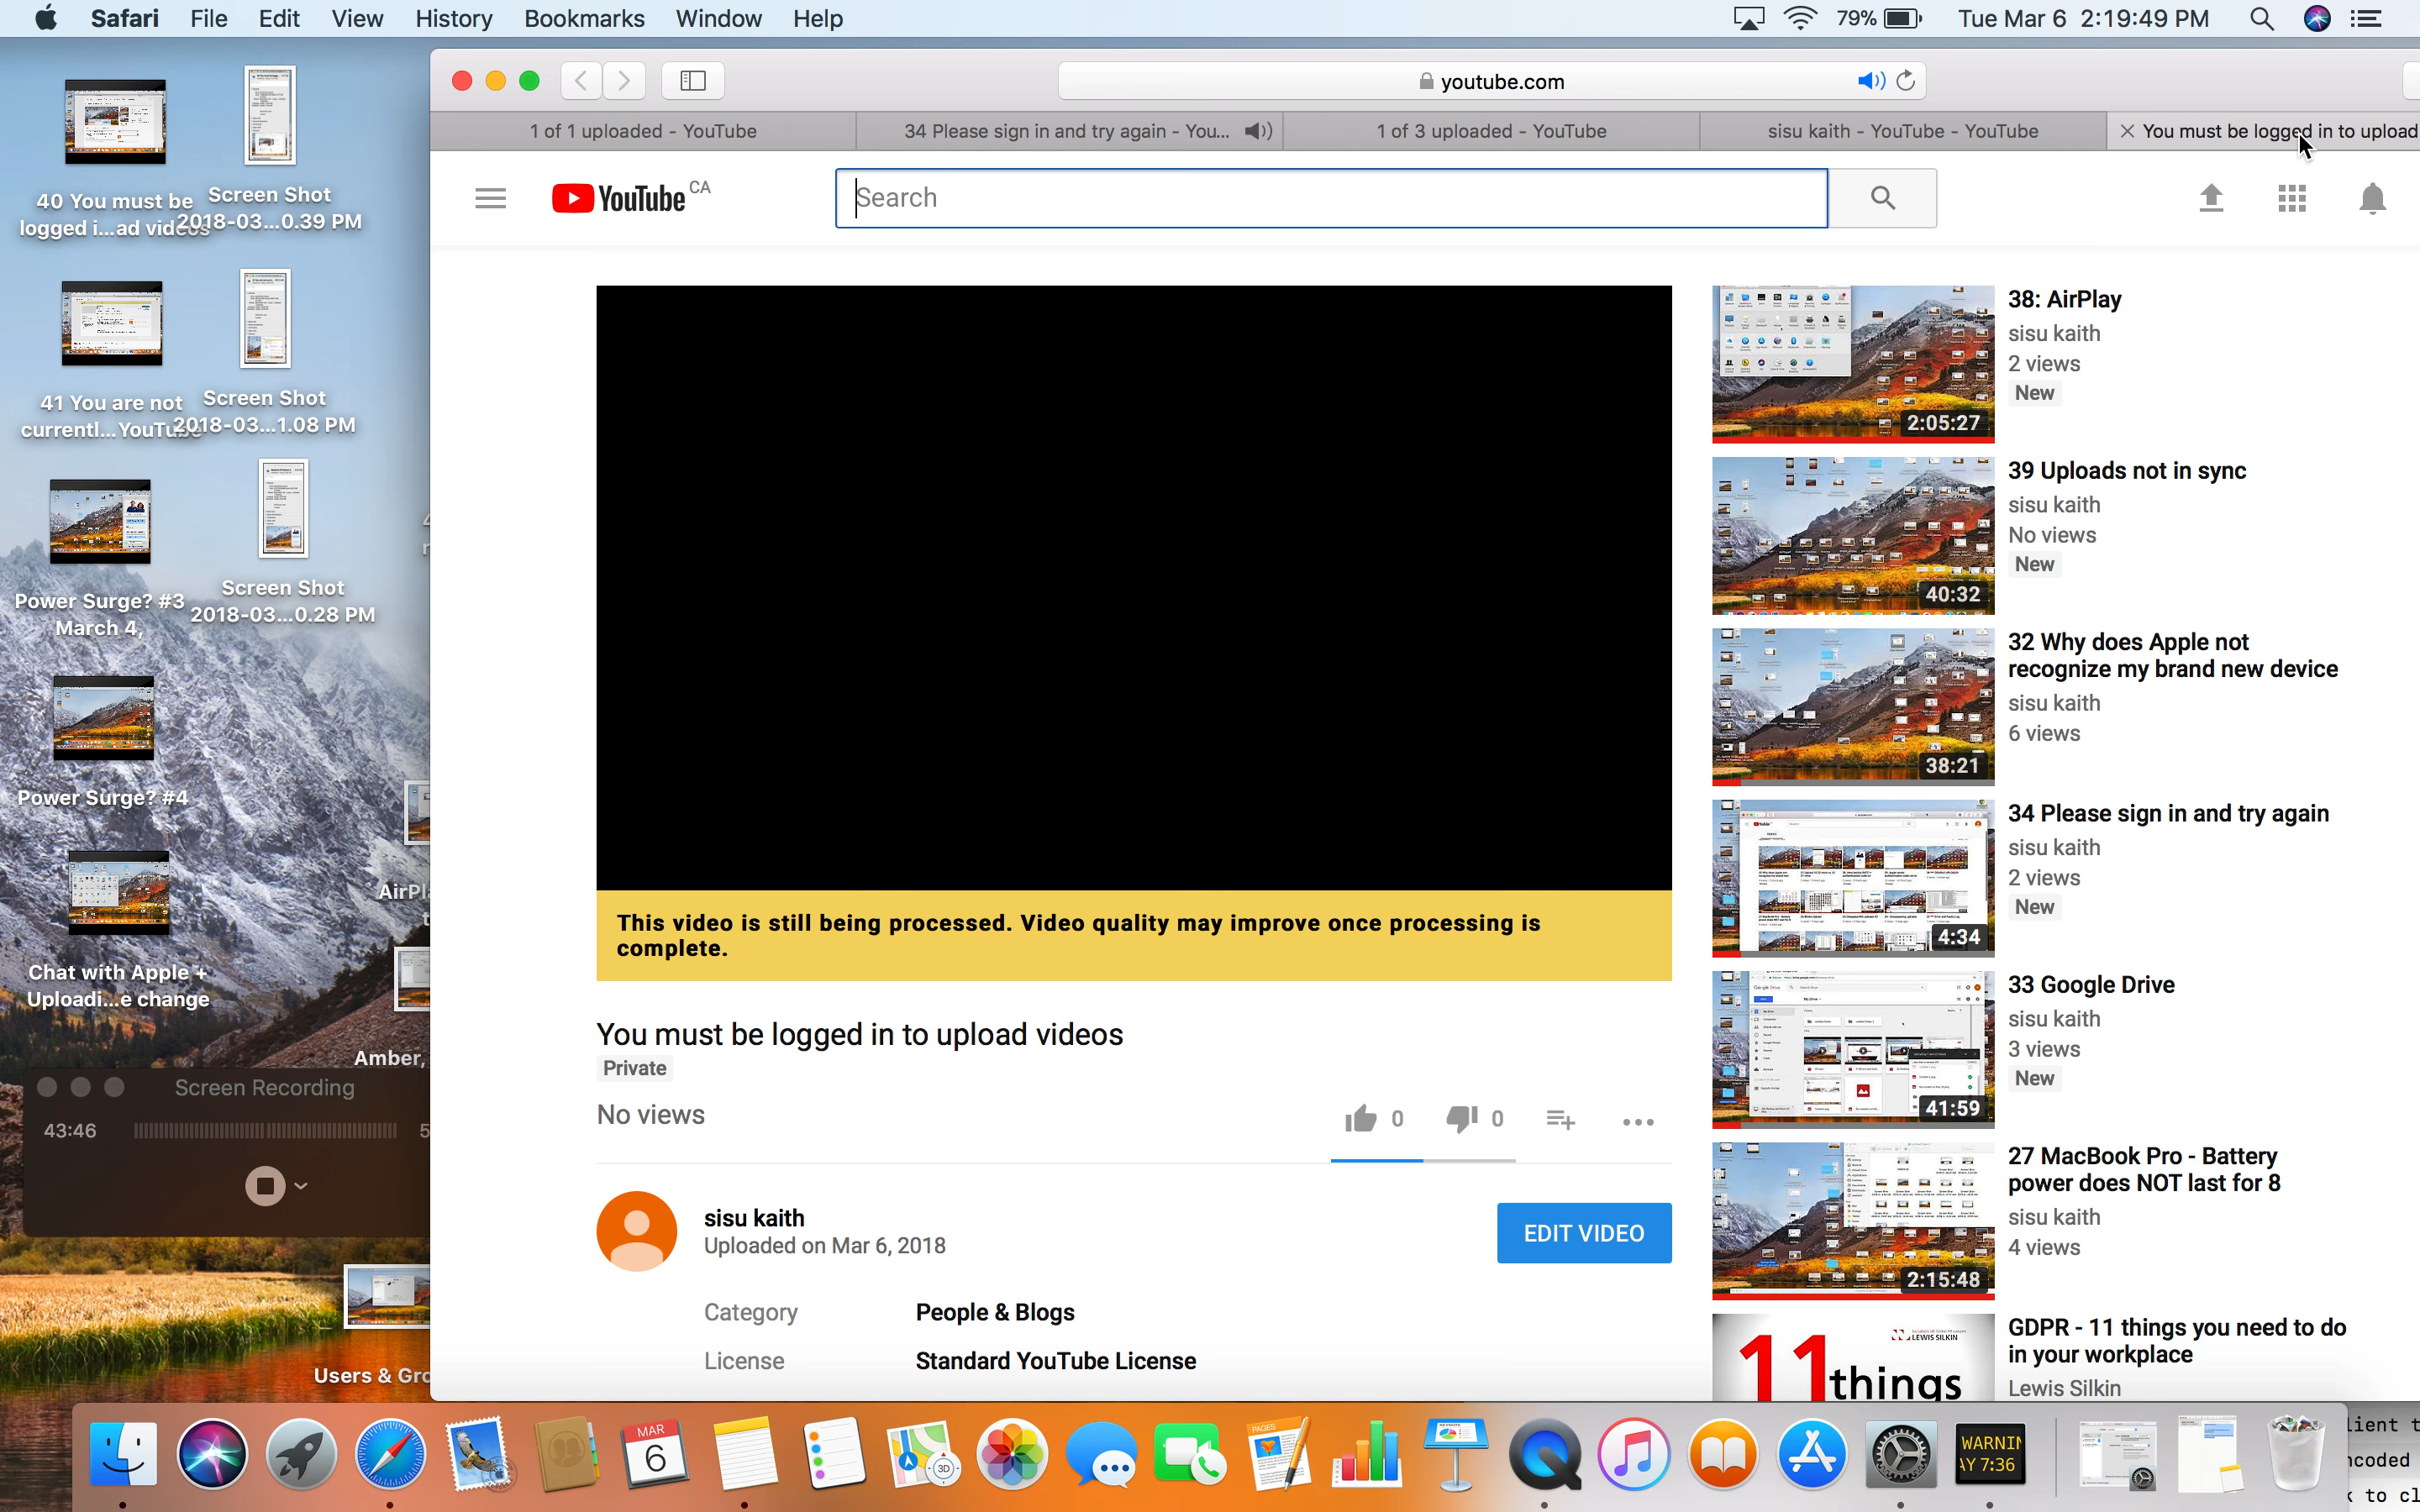 Safari File Edit View History Bookmarks Window Help 79% Tue Mar 6 2:19:49 PM
youtube.com
1 of 1 uploaded - YouTube
34 Please sign in and try again - You...
1 of 3 uploaded - YouTube
sisu kaith - YouTube - YouTube
You must be logged in to upload
YouTube CA
Search
40 You must be
logged i...ad videos
Screen Shot
2018-03...0.39 PM
41 You are not
currentl...YouTube
Screen Shot
2018-03...1.08 PM
Power Surge? #3
March 4,
Screen Shot
2018-03...0.28 PM
Power Surge? #4
Chat with Apple +
Uploadi...e change
Amber,
Screen Recording
43:46
This video is still being processed. Video quality may improve once processing is
complete.
You must be logged in to upload videos
Private
No views
0 0
sisu kaith
Uploaded on Mar 6, 2018
EDIT VIDEO
Category People & Blogs
License Standard YouTube License
2:05:27
38: AirPlay
sisu kaith
2 views
New
40:32
39 Uploads not in sync
sisu kaith
No views
New
38:21
32 Why does Apple not
recognize my brand new device
sisu kaith
6 views
4:34
34 Please sign in and try again
sisu kaith
2 views
New
41:59
33 Google Drive
sisu kaith
3 views
New
2:15:48
27 MacBook Pro - Battery
power does NOT last for 8
sisu kaith
4 views
11 things
LEWIS SILKIN
GDPR - 11 things you need to do
in your workplace
Lewis Silkin
MAR
6
3D
PAGES
WARNIN
AY 7:36